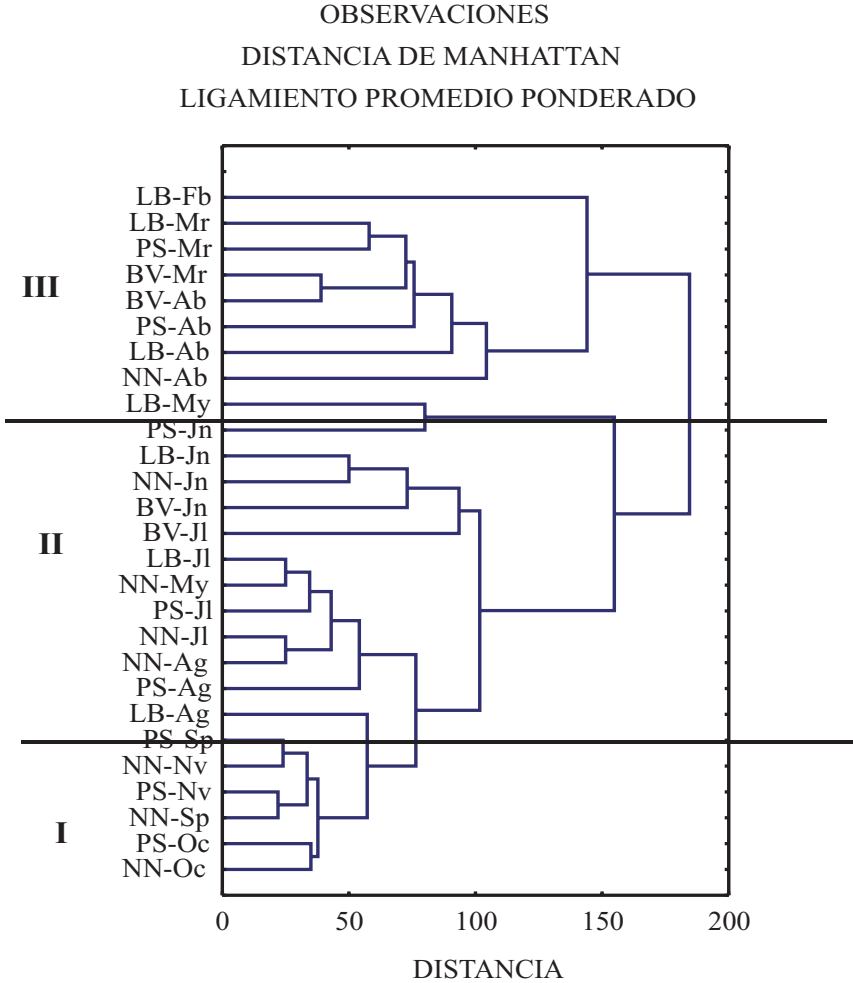 OBSERVACIONES
DISTANCIA DE MANHATTAN
LIGAMIENTO PROMEDIO PONDERADO
LB-Fb
LB-Mr
PS-Mr
III
BV-Mr
BV-Ab
PS-Ab
LB-Ab
NN-Ab
LB-My
PS-Jn
LB-Jn
NN-Jn
BV-Jn
II
BV-Jl
LB-Jl
NN-My
PS-Jl
NN-Jl
NN-Ag
PS-Ag
LB-Ag
PS-Sp
NN-Nv
PS-Nv
NN-Sp
I
PS-Oc
NN-Oc
0 50 100 150 200
DISTANCIA